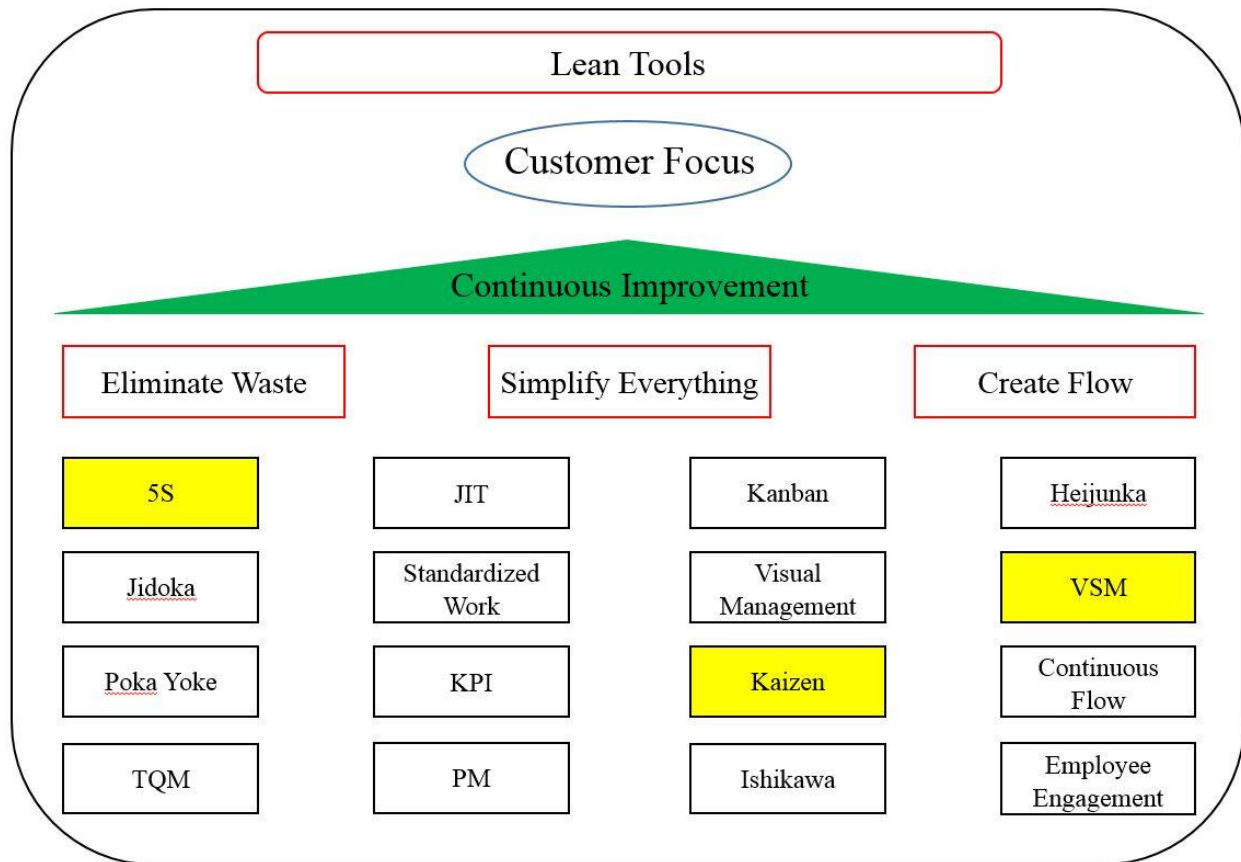 Lean Tools
Customer Focus
Continuous Improvement
Eliminate Waste
Simplify Everything
Create Flow
5S
JIT
Kanban
Heijunka
Jidoka
Standardized
Work
Visual
Management
VSM
Poka Yoke
KPI
Kaizen
Continuous
Flow
TQM
PM
Ishikawa
Employee
Engagement